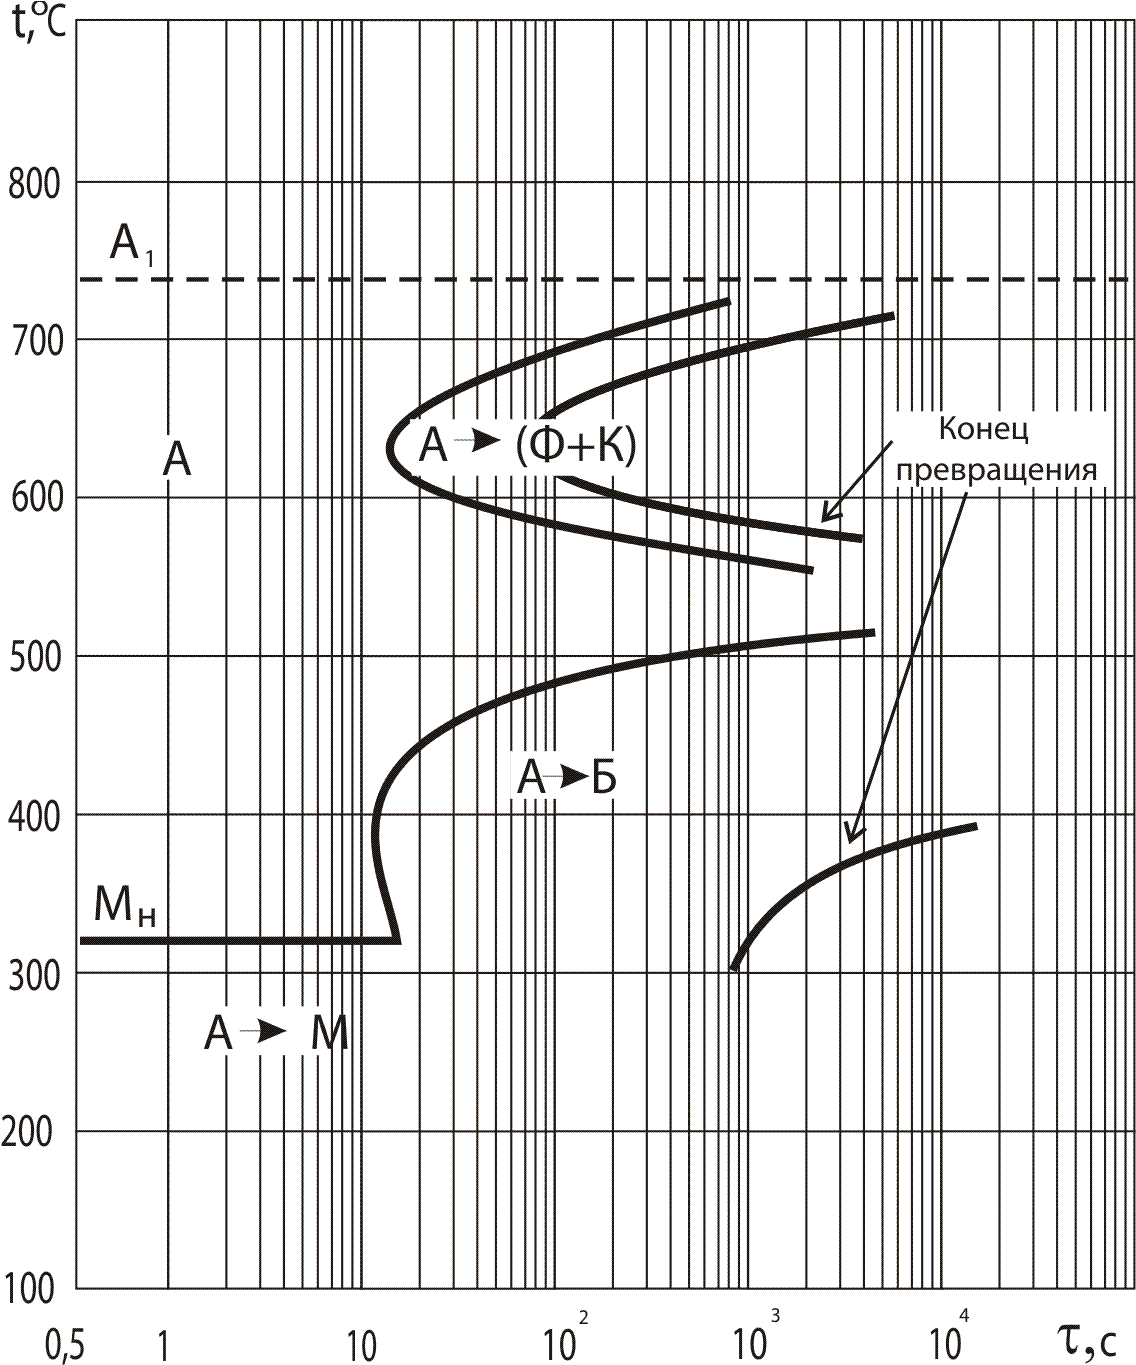 t,°C
800
A₁
700
Конец
A → (Ф+К)
A
превращения
600
500
A → Б
400
Mн
300
A → M
200
100
0,5 1 10 10² 10³ 10⁴ τ,c